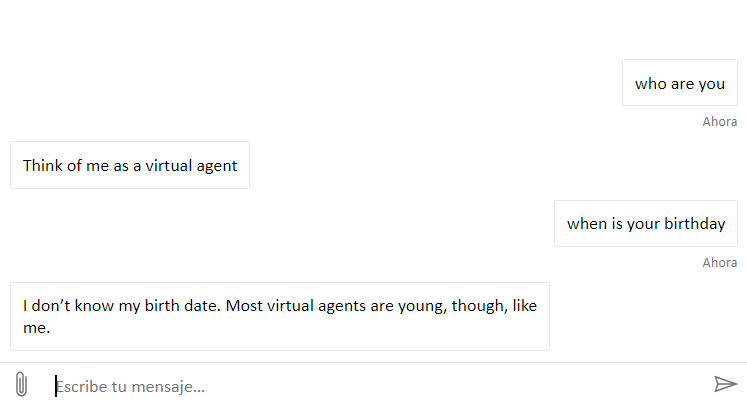 who are you
Ahora
Think of me as a virtual agent
when is your birthday
Ahora
I don’t know my birth date. Most virtual agents are young, though, like
me.
Escribe tu mensaje...